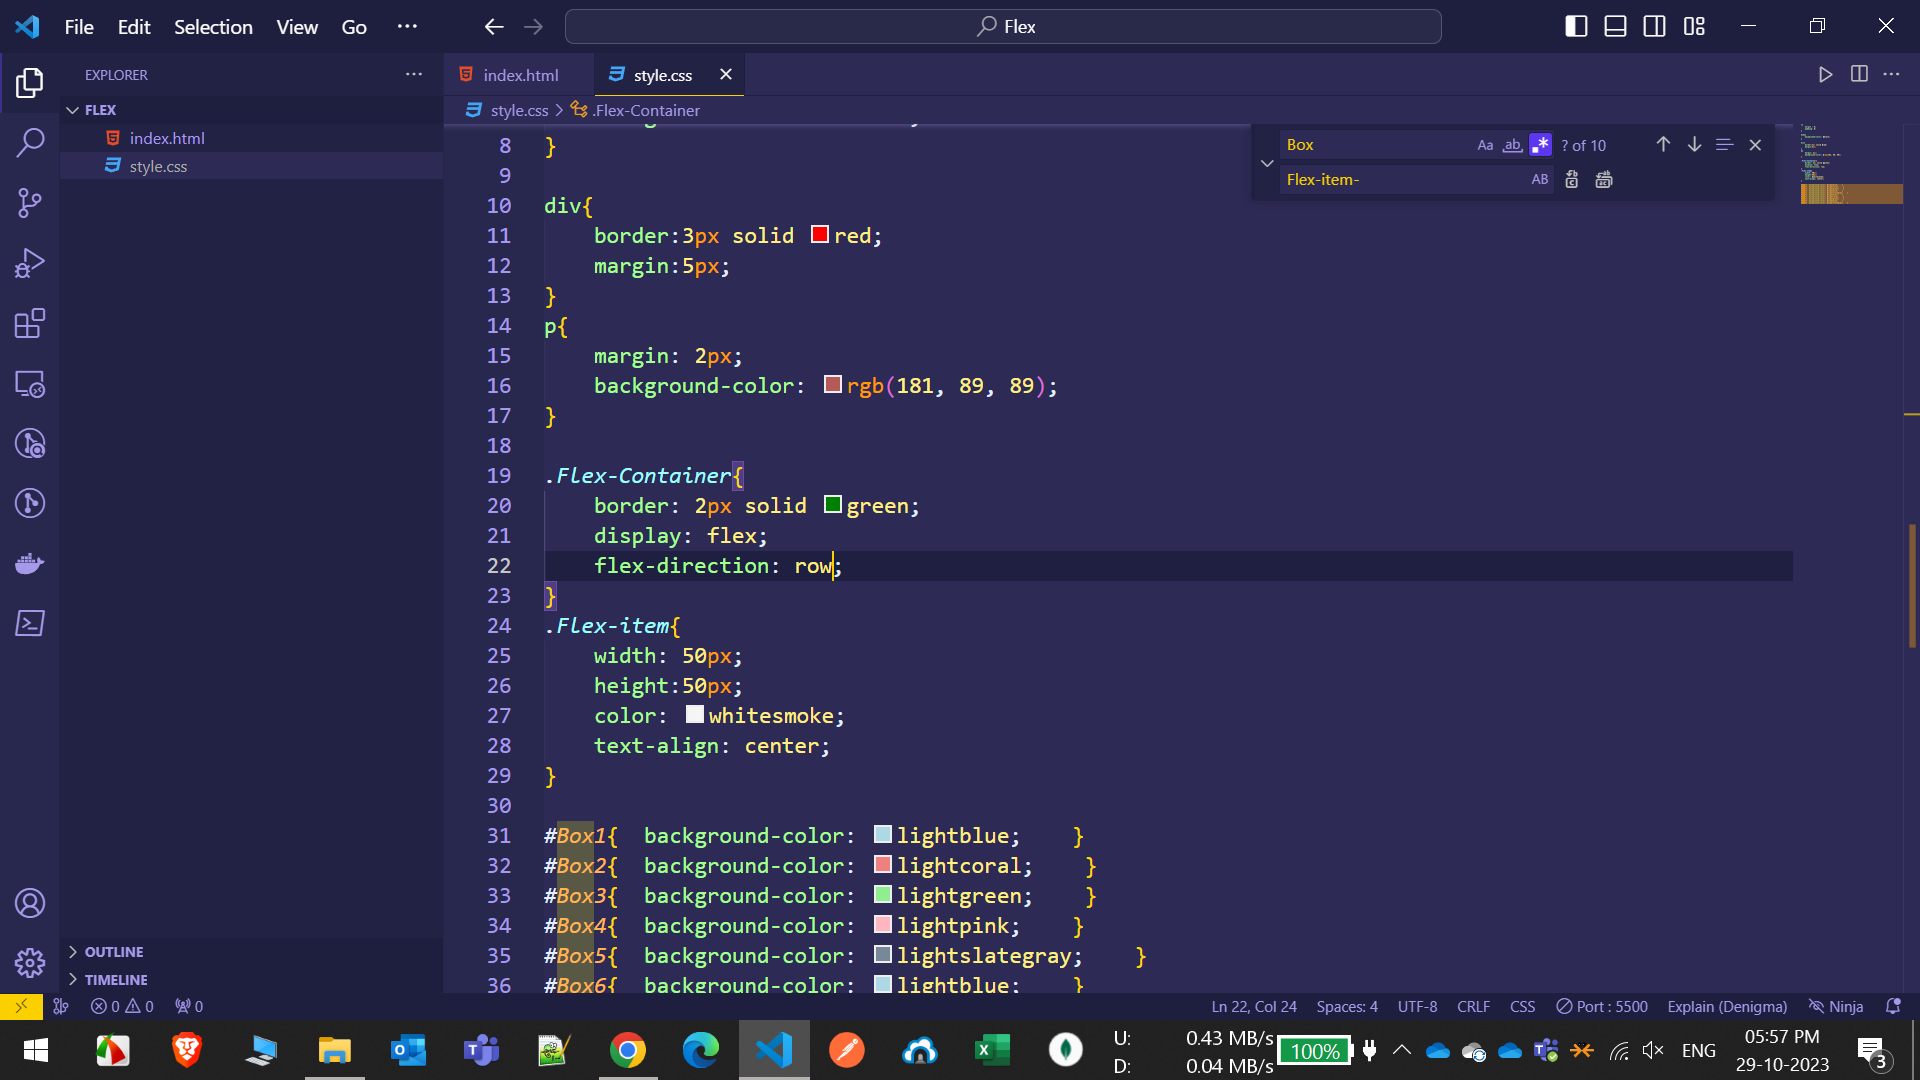 File Edit Selection View Go ···
Flex
EXPLORER ···
FLEX
index.html
style.css
OUTLINE
TIMELINE
index.html
style.css
style.css > .Flex-Container
Box Aa ab ? of 10
Flex-item- AB
8 }
9
10 div{
11 border:3px solid red;
12 margin:5px;
13 }
14 p{
15 margin: 2px;
16 background-color: rgb(181, 89, 89);
17 }
18
19 .Flex-Container{
20 border: 2px solid green;
21 display: flex;
22 flex-direction: row;
23 }
24 .Flex-item{
25 width: 50px;
26 height:50px;
27 color: whitesmoke;
28 text-align: center;
29 }
30
31 #Box1{ background-color: lightblue; }
32 #Box2{ background-color: lightcoral; }
33 #Box3{ background-color: lightgreen; }
34 #Box4{ background-color: lightpink; }
35 #Box5{ background-color: lightslategray; }
36 #Box6{ background-color: lightblue; }
0 0 0 Ln 22, Col 24 Spaces: 4 UTF-8 CRLF CSS Port : 5500 Explain (Denigma) Ninja
U: 0.43 MB/s
D: 0.04 MB/s
100%
ENG
05:57 PM
29-10-2023
3